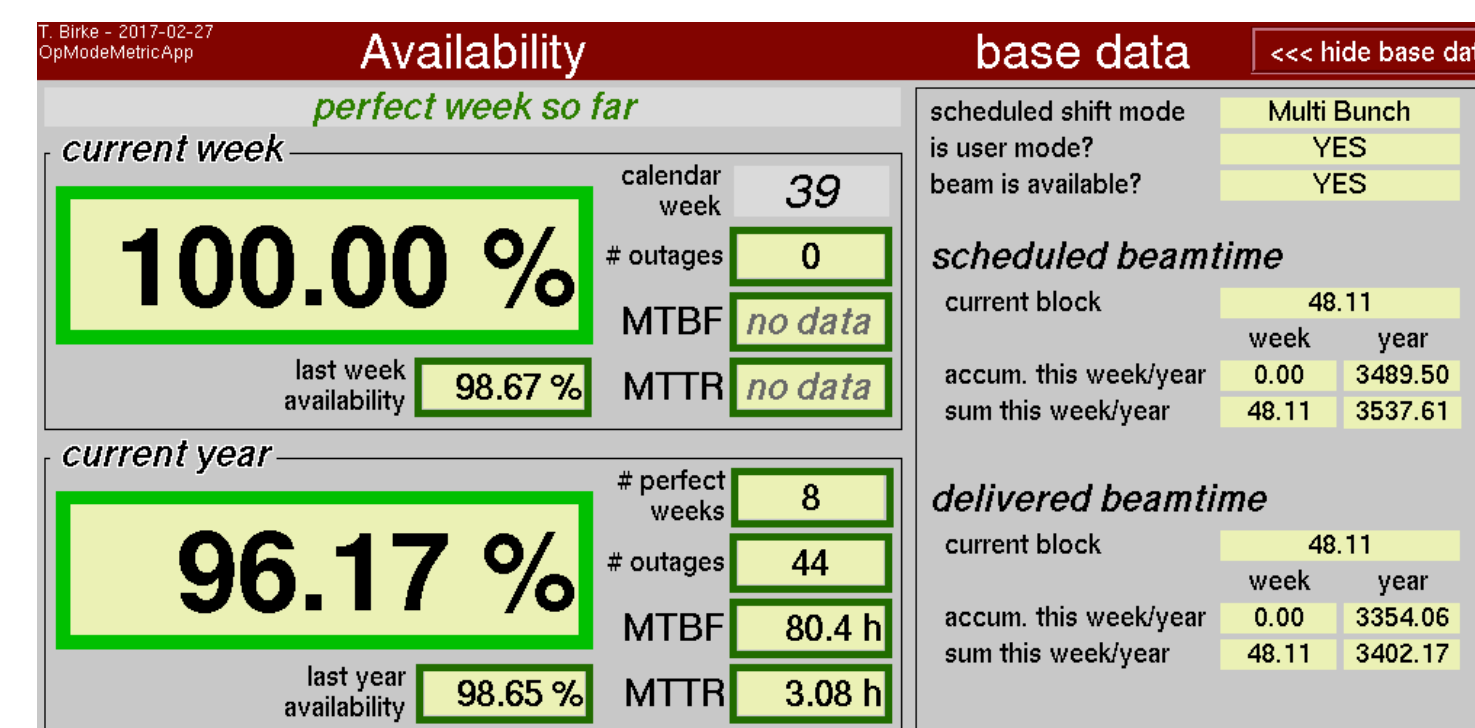 T. Birke - 2017-02-27
OpModeMetricApp
Availability
base data
<<< hide base dat
perfect week so far
current week
100.00 %
calendar
week
39
# outages
0
MTBF
no data
last week
availability
98.67 %
MTTR
no data
current year
96.17 %
# perfect
weeks
8
# outages
44
MTBF
80.4 h
last year
availability
98.65 %
MTTR
3.08 h
scheduled shift mode Multi Bunch
is user mode? YES
beam is available? YES
scheduled beamtime
current block 48.11
week year
accum. this week/year 0.00 3489.50
sum this week/year 48.11 3537.61
delivered beamtime
current block 48.11
week year
accum. this week/year 0.00 3354.06
sum this week/year 48.11 3402.17